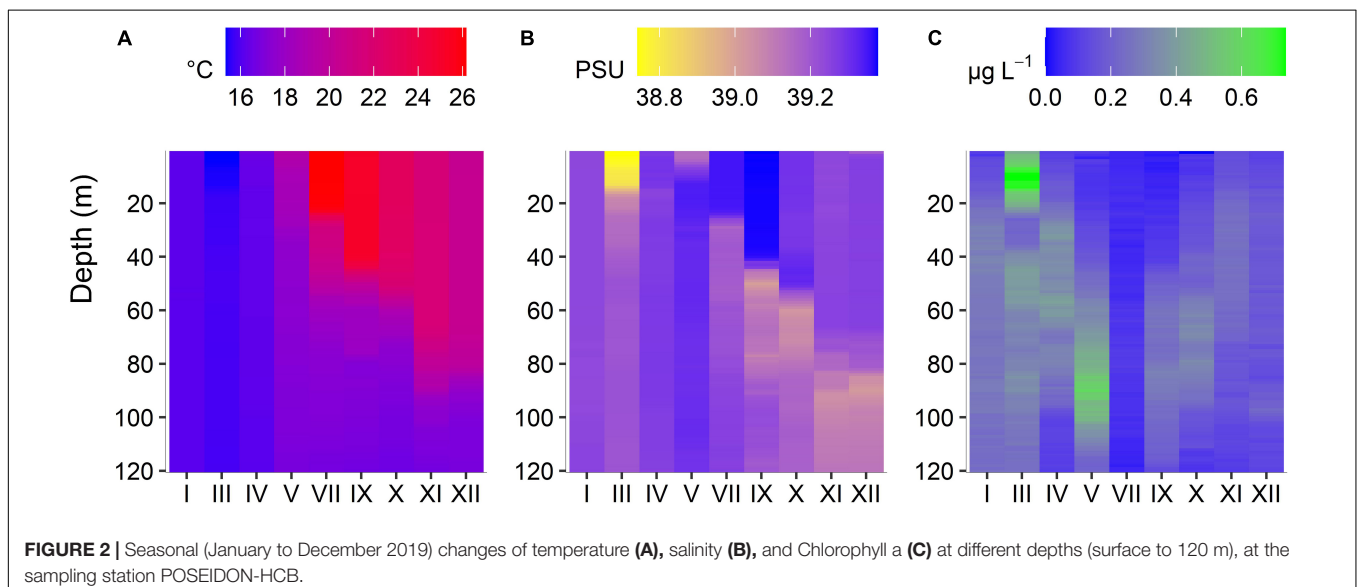 A B C
°C PSU µg L⁻¹
16 18 20 22 24 26 38.8 39.0 39.2 0.0 0.2 0.4 0.6
Depth (m)
20 20 20
40 40 40
60 60 60
80 80 80
100 100 100
120 120 120
I III IV V VII IX X XI XII I III IV V VII IX X XI XII I III IV V VII IX X XI XII
FIGURE 2 | Seasonal (January to December 2019) changes of temperature (A), salinity (B), and Chlorophyll a (C) at different depths (surface to 120 m), at the
sampling station POSEIDON-HCB.